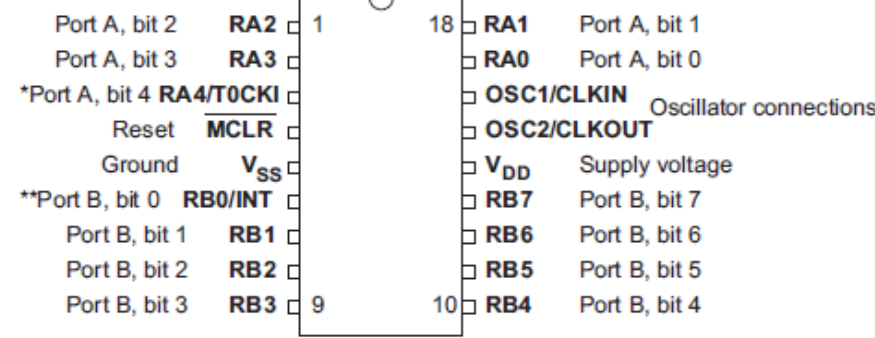 Port A, bit 2 RA2 1 18 RA1 Port A, bit 1
Port A, bit 3 RA3 RA0 Port A, bit 0
*Port A, bit 4 RA4/T0CKI OSC1/CLKIN
Oscillator connections
Reset MCLR OSC2/CLKOUT
Ground VSS VDD Supply voltage
**Port B, bit 0 RB0/INT RB7 Port B, bit 7
Port B, bit 1 RB1 RB6 Port B, bit 6
Port B, bit 2 RB2 RB5 Port B, bit 5
Port B, bit 3 RB3 9 10 RB4 Port B, bit 4